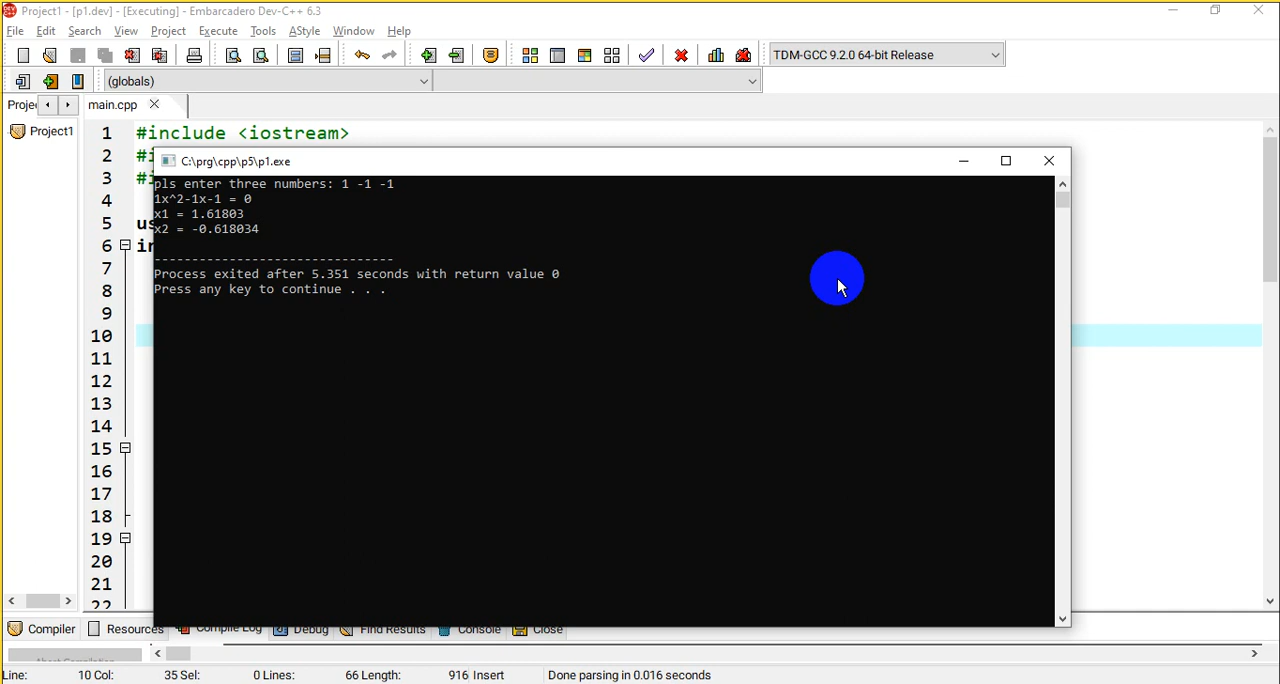 Project1 - [p1.dev] - [Executing] - Embarcadero Dev-C++ 6.3
File Edit Search View Project Execute Tools AStyle Window Help
TDM-GCC 9.2.0 64-bit Release
(globals)
Proje main.cpp
Project1
1 #include <iostream>
2 #i
3 #i
4
5 us
6 in
7
8
9
10
11
12
13
14
15
16
17
18
19
20
21
22
C:\prg\cpp\p5\p1.exe
pls enter three numbers: 1 -1 -1
1x^2-1x-1 = 0
x1 = 1.61803
x2 = -0.618034
--------------------------------
Process exited after 5.351 seconds with return value 0
Press any key to continue . . .
Compiler Resources Compile Log Debug Find Results Console Close
Abort Compilation
Line: 10 Col: 35 Sel: 0 Lines: 66 Length: 916 Insert Done parsing in 0.016 seconds